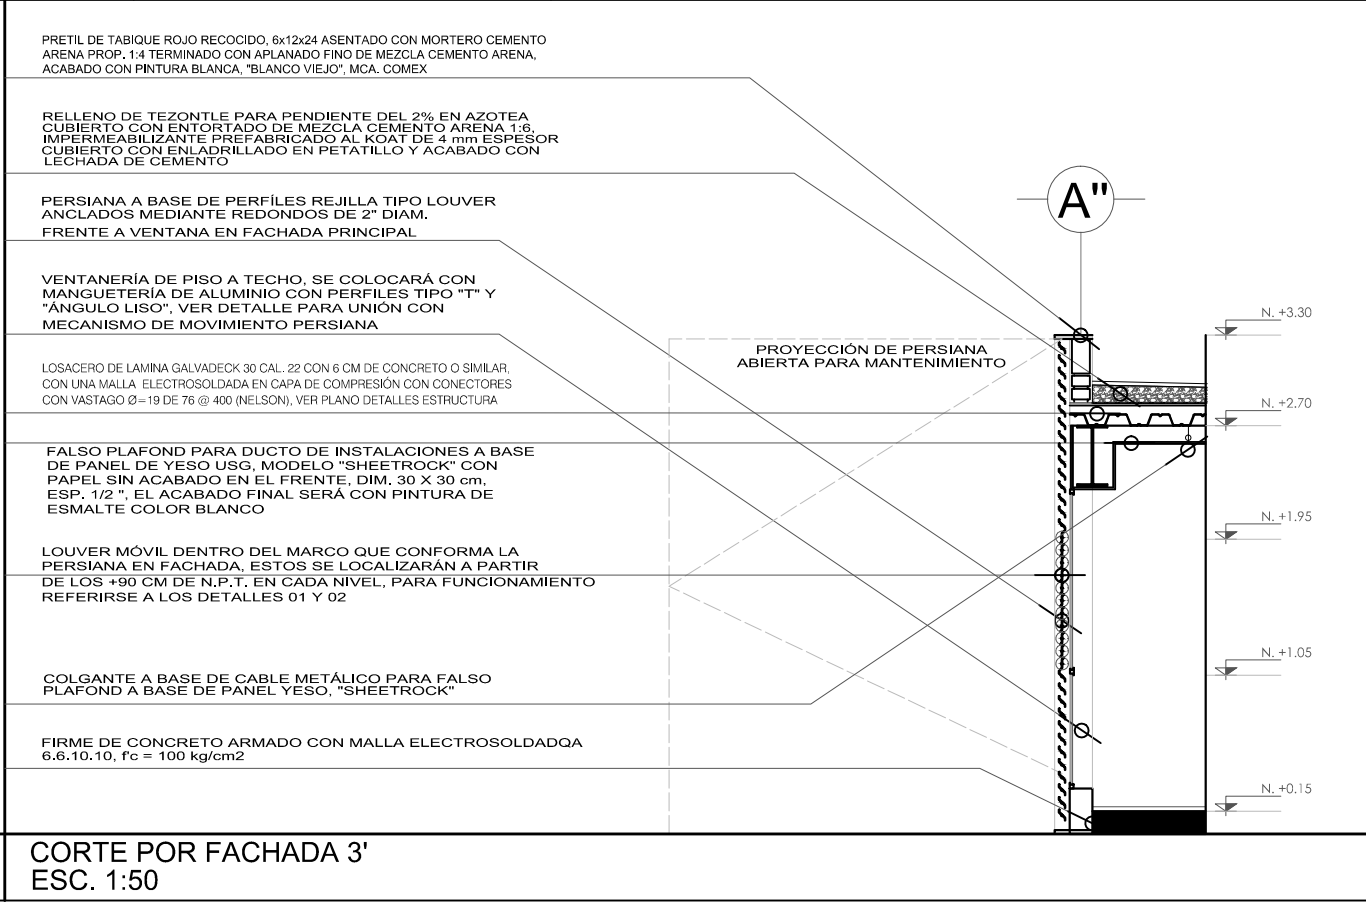 PRETIL DE TABIQUE ROJO RECOCIDO, 6x12x24 ASENTADO CON MORTERO CEMENTO
ARENA PROP. 1:4 TERMINADO CON APLANADO FINO DE MEZCLA CEMENTO ARENA,
ACABADO CON PINTURA BLANCA, "BLANCO VIEJO", MCA. COMEX
RELLENO DE TEZONTLE PARA PENDIENTE DEL 2% EN AZOTEA
CUBIERTO CON ENTORTADO DE MEZCLA CEMENTO ARENA 1:6,
IMPERMEABILIZANTE PREFABRICADO AL KOAT DE 4 mm ESPESOR
CUBIERTO CON ENLADRILLADO EN PETATILLO Y ACABADO CON
LECHADA DE CEMENTO
PERSIANA A BASE DE PERFÍLES REJILLA TIPO LOUVER
ANCLADOS MEDIANTE REDONDOS DE 2" DIAM.
FRENTE A VENTANA EN FACHADA PRINCIPAL
VENTANERÍA DE PISO A TECHO, SE COLOCARÁ CON
MANGUETERÍA DE ALUMINIO CON PERFILES TIPO "T" Y
"ÁNGULO LISO", VER DETALLE PARA UNIÓN CON
MECANISMO DE MOVIMIENTO PERSIANA
LOSACERO DE LAMINA GALVADECK 30 CAL. 22 CON 6 CM DE CONCRETO O SIMILAR,
CON UNA MALLA ELECTROSOLDADA EN CAPA DE COMPRESIÓN CON CONECTORES
CON VASTAGO Ø=19 DE 76 @ 400 (NELSON), VER PLANO DETALLES ESTRUCTURA
FALSO PLAFOND PARA DUCTO DE INSTALACIONES A BASE
DE PANEL DE YESO USG, MODELO "SHEETROCK" CON
PAPEL SIN ACABADO EN EL FRENTE, DIM. 30 X 30 cm,
ESP. 1/2 ", EL ACABADO FINAL SERÁ CON PINTURA DE
ESMALTE COLOR BLANCO
LOUVER MÓVIL DENTRO DEL MARCO QUE CONFORMA LA
PERSIANA EN FACHADA, ESTOS SE LOCALIZARÁN A PARTIR
DE LOS +90 CM DE N.P.T. EN CADA NIVEL, PARA FUNCIONAMIENTO
REFERIRSE A LOS DETALLES 01 Y 02
COLGANTE A BASE DE CABLE METÁLICO PARA FALSO
PLAFOND A BASE DE PANEL YESO, "SHEETROCK"
FIRME DE CONCRETO ARMADO CON MALLA ELECTROSOLDADQA
6.6.10.10, f'c = 100 kg/cm2
PROYECCIÓN DE PERSIANA
ABIERTA PARA MANTENIMIENTO
A"
N. +3.30
N. +2.70
N. +1.95
N. +1.05
N. +0.15
CORTE POR FACHADA 3'
ESC. 1:50